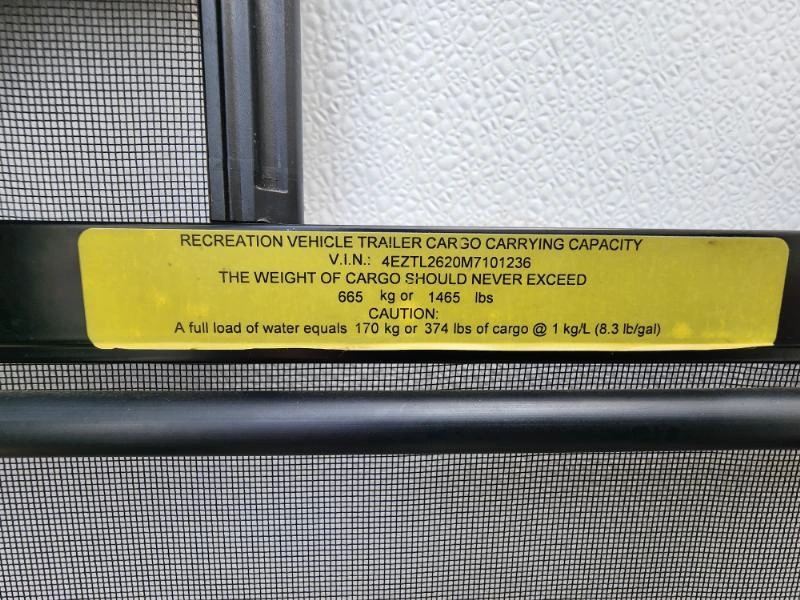 RECREATION VEHICLE TRAILER CARGO CARRYING CAPACITY
V.I.N.: 4EZTL2620M7101236
THE WEIGHT OF CARGO SHOULD NEVER EXCEED
665 kg or 1465 lbs
CAUTION:
A full load of water equals 170 kg or 374 lbs of cargo @ 1 kg/L (8.3 lb/gal)